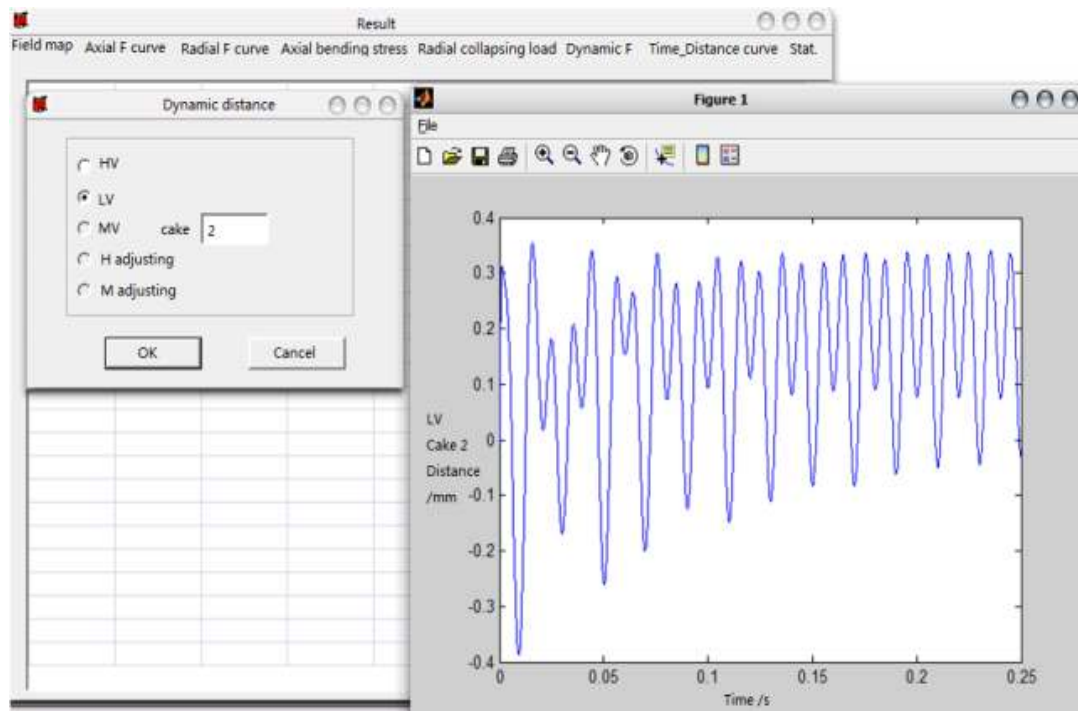 Result
Field map Axial F curve Radial F curve Axial bending stress Radial collapsing load Dynamic F Time_Distance curve Stat.
Dynamic distance
HV
LV
MV cake 2
H adjusting
M adjusting
OK Cancel
Figure 1
File
0.4
0.3
0.2
0.1
0
-0.1
-0.2
-0.3
-0.4
LV
Cake 2
Distance
/mm
0 0.05 0.1 0.15 0.2 0.25
Time /s